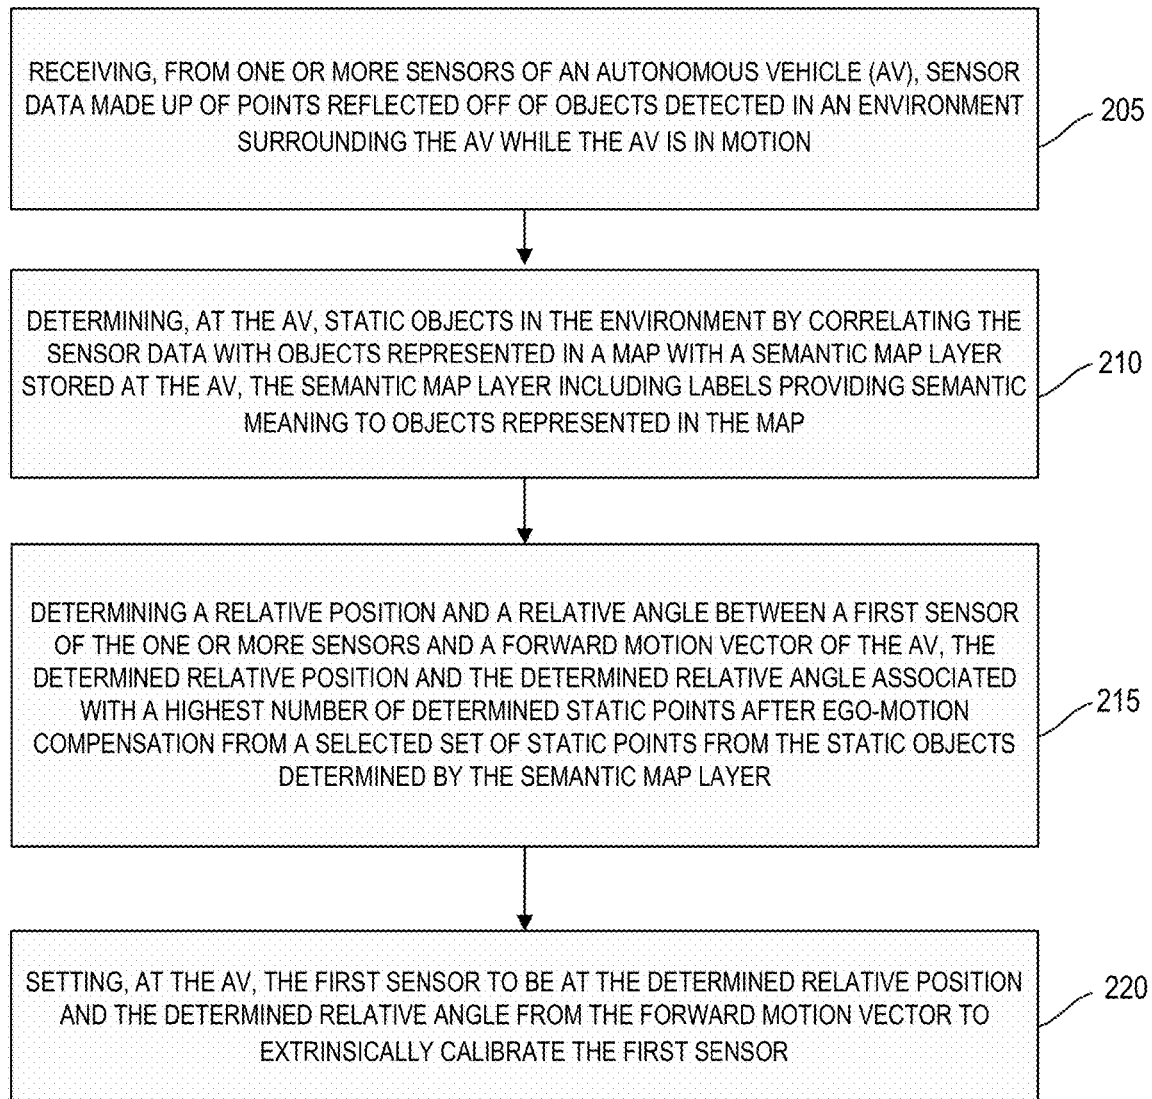 RECEIVING, FROM ONE OR MORE SENSORS OF AN AUTONOMOUS VEHICLE (AV), SENSOR
DATA MADE UP OF POINTS REFLECTED OFF OF OBJECTS DETECTED IN AN ENVIRONMENT
SURROUNDING THE AV WHILE THE AV IS IN MOTION
205
DETERMINING, AT THE AV, STATIC OBJECTS IN THE ENVIRONMENT BY CORRELATING THE
SENSOR DATA WITH OBJECTS REPRESENTED IN A MAP WITH A SEMANTIC MAP LAYER
STORED AT THE AV, THE SEMANTIC MAP LAYER INCLUDING LABELS PROVIDING SEMANTIC
MEANING TO OBJECTS REPRESENTED IN THE MAP
210
DETERMINING A RELATIVE POSITION AND A RELATIVE ANGLE BETWEEN A FIRST SENSOR
OF THE ONE OR MORE SENSORS AND A FORWARD MOTION VECTOR OF THE AV, THE
DETERMINED RELATIVE POSITION AND THE DETERMINED RELATIVE ANGLE ASSOCIATED
WITH A HIGHEST NUMBER OF DETERMINED STATIC POINTS AFTER EGO-MOTION
COMPENSATION FROM A SELECTED SET OF STATIC POINTS FROM THE STATIC OBJECTS
DETERMINED BY THE SEMANTIC MAP LAYER
215
SETTING, AT THE AV, THE FIRST SENSOR TO BE AT THE DETERMINED RELATIVE POSITION
AND THE DETERMINED RELATIVE ANGLE FROM THE FORWARD MOTION VECTOR TO
EXTRINSICALLY CALIBRATE THE FIRST SENSOR
220